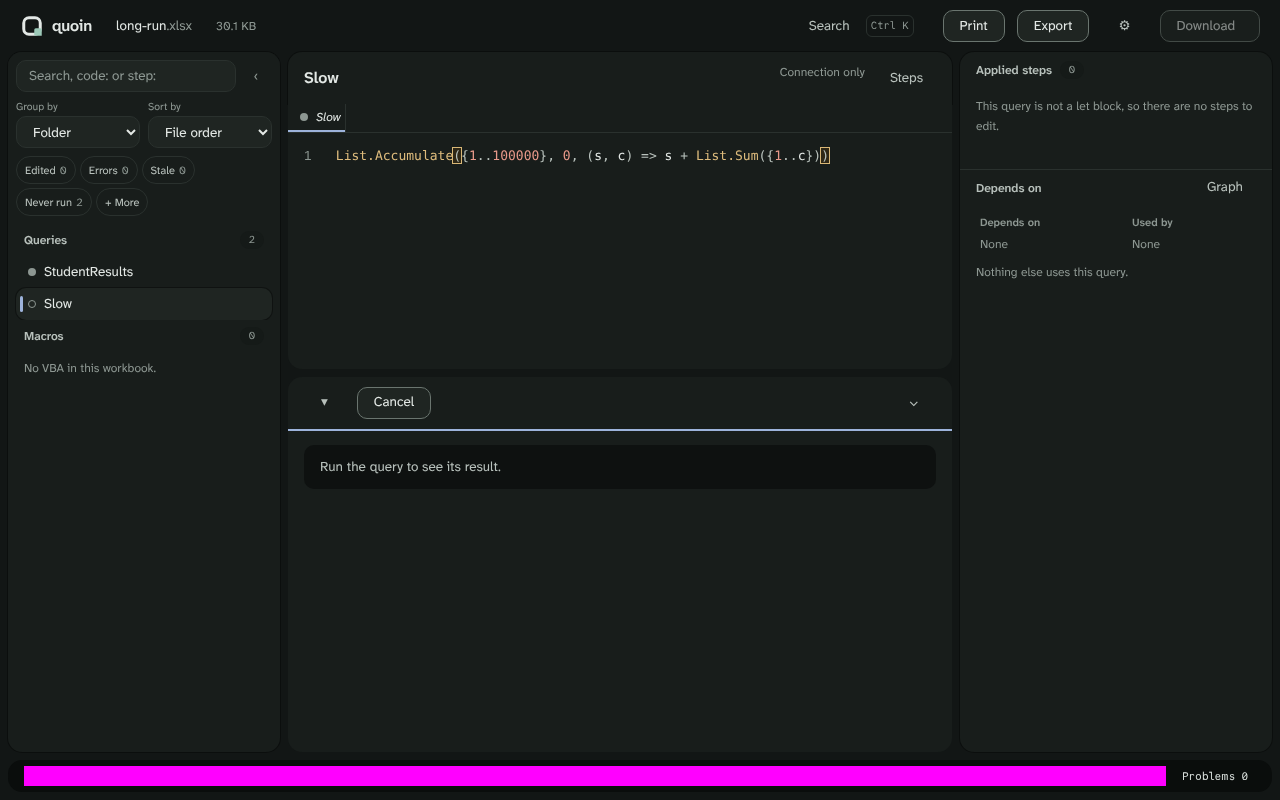 quoin long-run.xlsx 30.1 KB Search Ctrl K Print Export Download
Search, code: or step:
Group by Sort by
Folder File order
Edited 0 Errors 0 Stale 0
Never run 2 + More
Queries 2
StudentResults
Slow
Macros 0
No VBA in this workbook.
Slow Connection only Steps
Slow
1 List.Accumulate({1..100000}, 0, (s, c) => s + List.Sum({1..c}))
Cancel
Run the query to see its result.
Applied steps 0
This query is not a let block, so there are no steps to
edit.
Depends on Graph
Depends on Used by
None None
Nothing else uses this query.
Problems 0